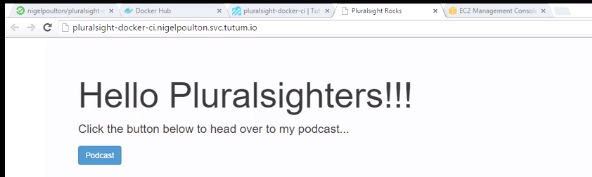 nigelpoulton/pluralsight-
Docker Hub
pluralsight-docker-ci | Tut
Pluralsight Rocks
EC2 Management Consol
pluralsight-docker-ci.nigelpoulton.svc.tutum.io
Hello Pluralsighters!!!
Click the button below to head over to my podcast...
Podcast